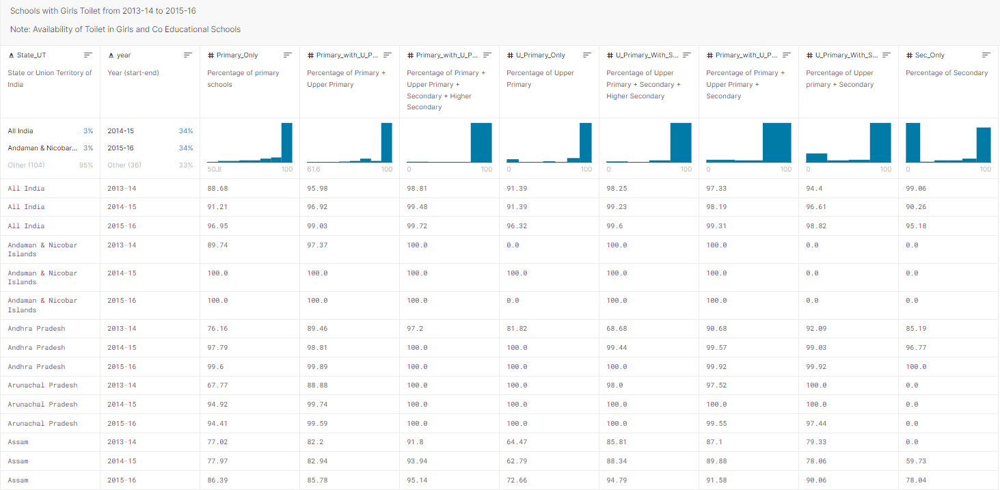 Schools with Girls Toilet from 2013-14 to 2015-16
Note: Availability of Toilet in Girls and Co Educational Schools
State_UT year Primary_Only Primary_with_U_P... Primary_with_U_P... U_Primary_Only U_Primary_With_S... Primary_with_U_P... U_Primary_With_S... Sec_Only
State or Union Territory of Year (start-end) Percentage of primary Percentage of Primary + Percentage of Primary + Percentage of Upper Percentage of Upper Percentage of Primary + Percentage of Upper Percentage of Secondary
India schools Upper Primary Upper Primary + Primary Primary + Secondary + Upper Primary + primary + Secondary
Secondary + Higher Higher Secondary Secondary
Secondary
All India 3% 2014-15 34%
Andaman & Nicobar... 3% 2015-16 34%
Other (104) 95% Other (36) 33% 50.8 100 61.6 100 0 100 0 100 0 100 0 100 0 100 0 100
All India 2013-14 88.68 95.98 98.81 91.39 98.25 97.33 94.4 99.06
All India 2014-15 91.21 96.92 99.48 91.39 99.23 98.19 96.61 90.26
All India 2015-16 96.95 99.03 99.72 96.32 99.6 99.31 98.82 95.18
Andaman & Nicobar 2013-14 89.74 97.37 100.0 0.0 100.0 100.0 0.0 0.0
Islands
Andaman & Nicobar 2014-15 100.0 100.0 100.0 100.0 100.0 100.0 0.0 0.0
Islands
Andaman & Nicobar 2015-16 100.0 100.0 100.0 0.0 100.0 100.0 0.0 0.0
Islands
Andhra Pradesh 2013-14 76.16 89.46 97.2 81.82 68.68 90.68 92.09 85.19
Andhra Pradesh 2014-15 97.79 98.81 100.0 100.0 99.44 99.57 99.03 96.77
Andhra Pradesh 2015-16 99.6 99.89 100.0 100.0 100.0 99.92 99.92 100.0
Arunachal Pradesh 2013-14 67.77 88.88 100.0 100.0 98.0 97.52 100.0 0.0
Arunachal Pradesh 2014-15 94.92 99.74 100.0 100.0 100.0 100.0 100.0 0.0
Arunachal Pradesh 2015-16 94.41 99.59 100.0 100.0 100.0 99.55 97.44 0.0
Assam 2013-14 77.02 82.2 91.8 64.47 85.81 87.1 79.33 0.0
Assam 2014-15 77.97 82.94 93.94 62.79 88.34 89.88 78.06 59.73
Assam 2015-16 86.39 85.78 95.14 72.66 94.79 91.58 90.06 78.04